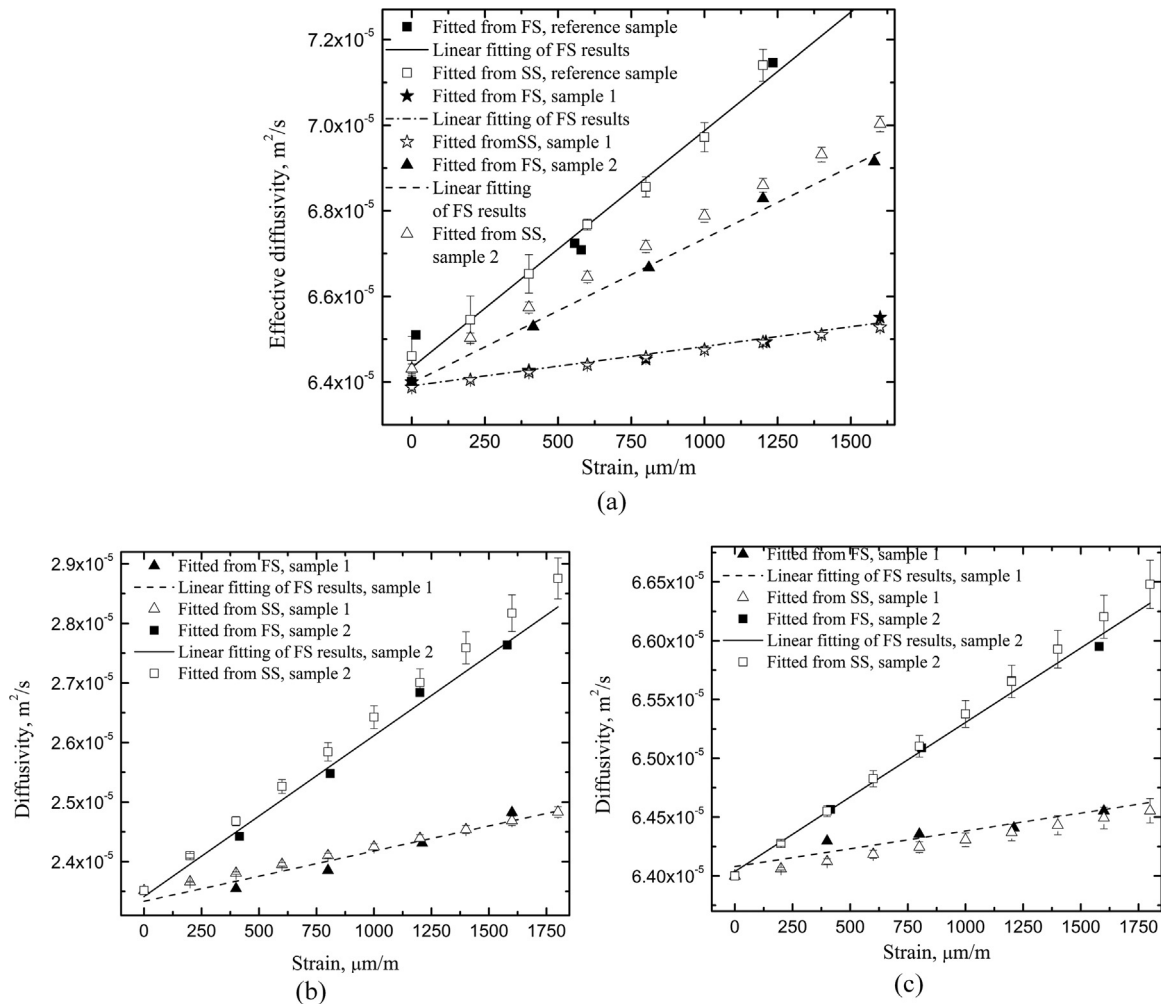 7.2x10⁻⁵
7.0x10⁻⁵
6.8x10⁻⁵
6.6x10⁻⁵
6.4x10⁻⁵
Effective diffusivity, m²/s
Fitted from FS, reference sample
Linear fitting of FS results
Fitted from SS, reference sample
Fitted from FS, sample 1
Linear fitting of FS results
Fitted fromSS, sample 1
Fitted from FS, sample 2
Linear fitting
of FS results
Fitted from SS,
sample 2
0 250 500 750 1000 1250 1500
Strain, μm/m
(a)
2.9x10⁻⁵
2.8x10⁻⁵
2.7x10⁻⁵
2.6x10⁻⁵
2.5x10⁻⁵
2.4x10⁻⁵
Diffusivity, m²/s
Fitted from FS, sample 1
Linear fitting of FS results, sample 1
Fitted from SS, sample 1
Fitted from FS, sample 2
Linear fitting of FS results, sample 2
Fitted from SS, sample 2
0 250 500 750 1000 1250 1500 1750
Strain, μm/m
(b)
6.65x10⁻⁵
6.60x10⁻⁵
6.55x10⁻⁵
6.50x10⁻⁵
6.45x10⁻⁵
6.40x10⁻⁵
Diffusivity, m²/s
Fitted from FS, sample 1
Linear fitting of FS results, sample 1
Fitted from SS, sample 1
Fitted from FS, sample 2
Linear fitting of FS results, sample 2
Fitted from SS, sample 2
0 250 500 750 1000 1250 1500 1750
Strain, μm/m
(c)